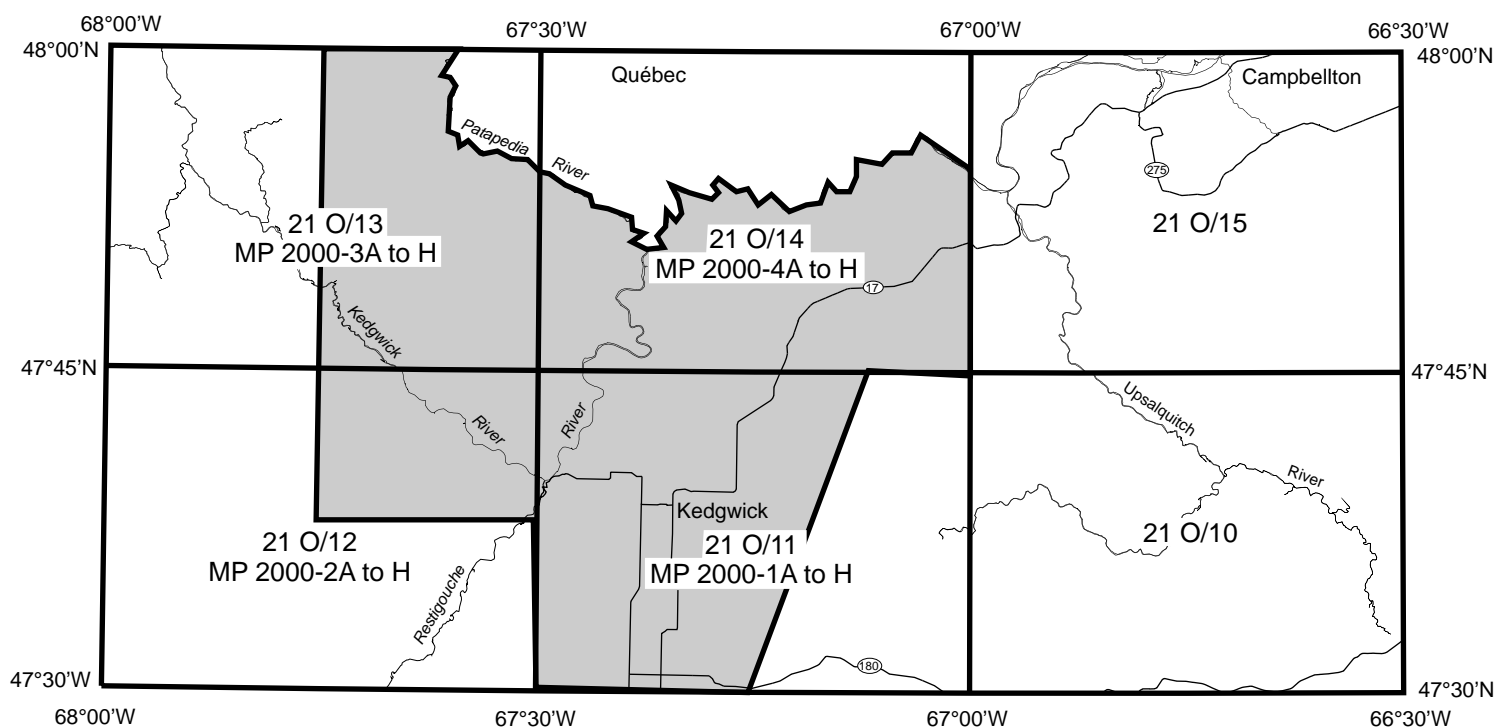 68°00'W
67°30'W
67°00'W
66°30'W
48°00'N
48°00'N
Québec
Campbellton
Patapedia
River
275
21 O/13
MP 2000-3A to H
21 O/14
MP 2000-4A to H
21 O/15
17
Kedgwick
River
47°45'N
47°45'N
River
Upsalquitch
River
Kedgwick
21 O/12
MP 2000-2A to H
21 O/11
MP 2000-1A to H
21 O/10
Restigouche
180
47°30'W
47°30'N
68°00'W
67°30'W
67°00'W
66°30'W